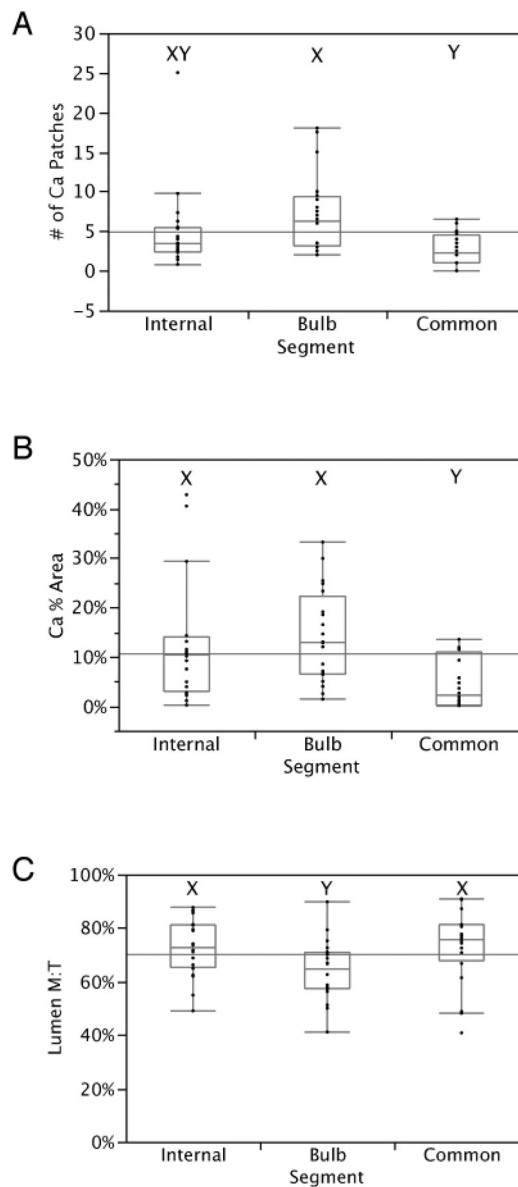 A
30
25
20
15
10
5
0
−5
# of Ca Patches
XY X Y
Internal Bulb Common
Segment
B
50%
40%
30%
20%
10%
0%
Ca % Area
X X Y
Internal Bulb Common
Segment
C
100%
80%
60%
40%
20%
0%
Lumen M:T
X Y X
Internal Bulb Common
Segment